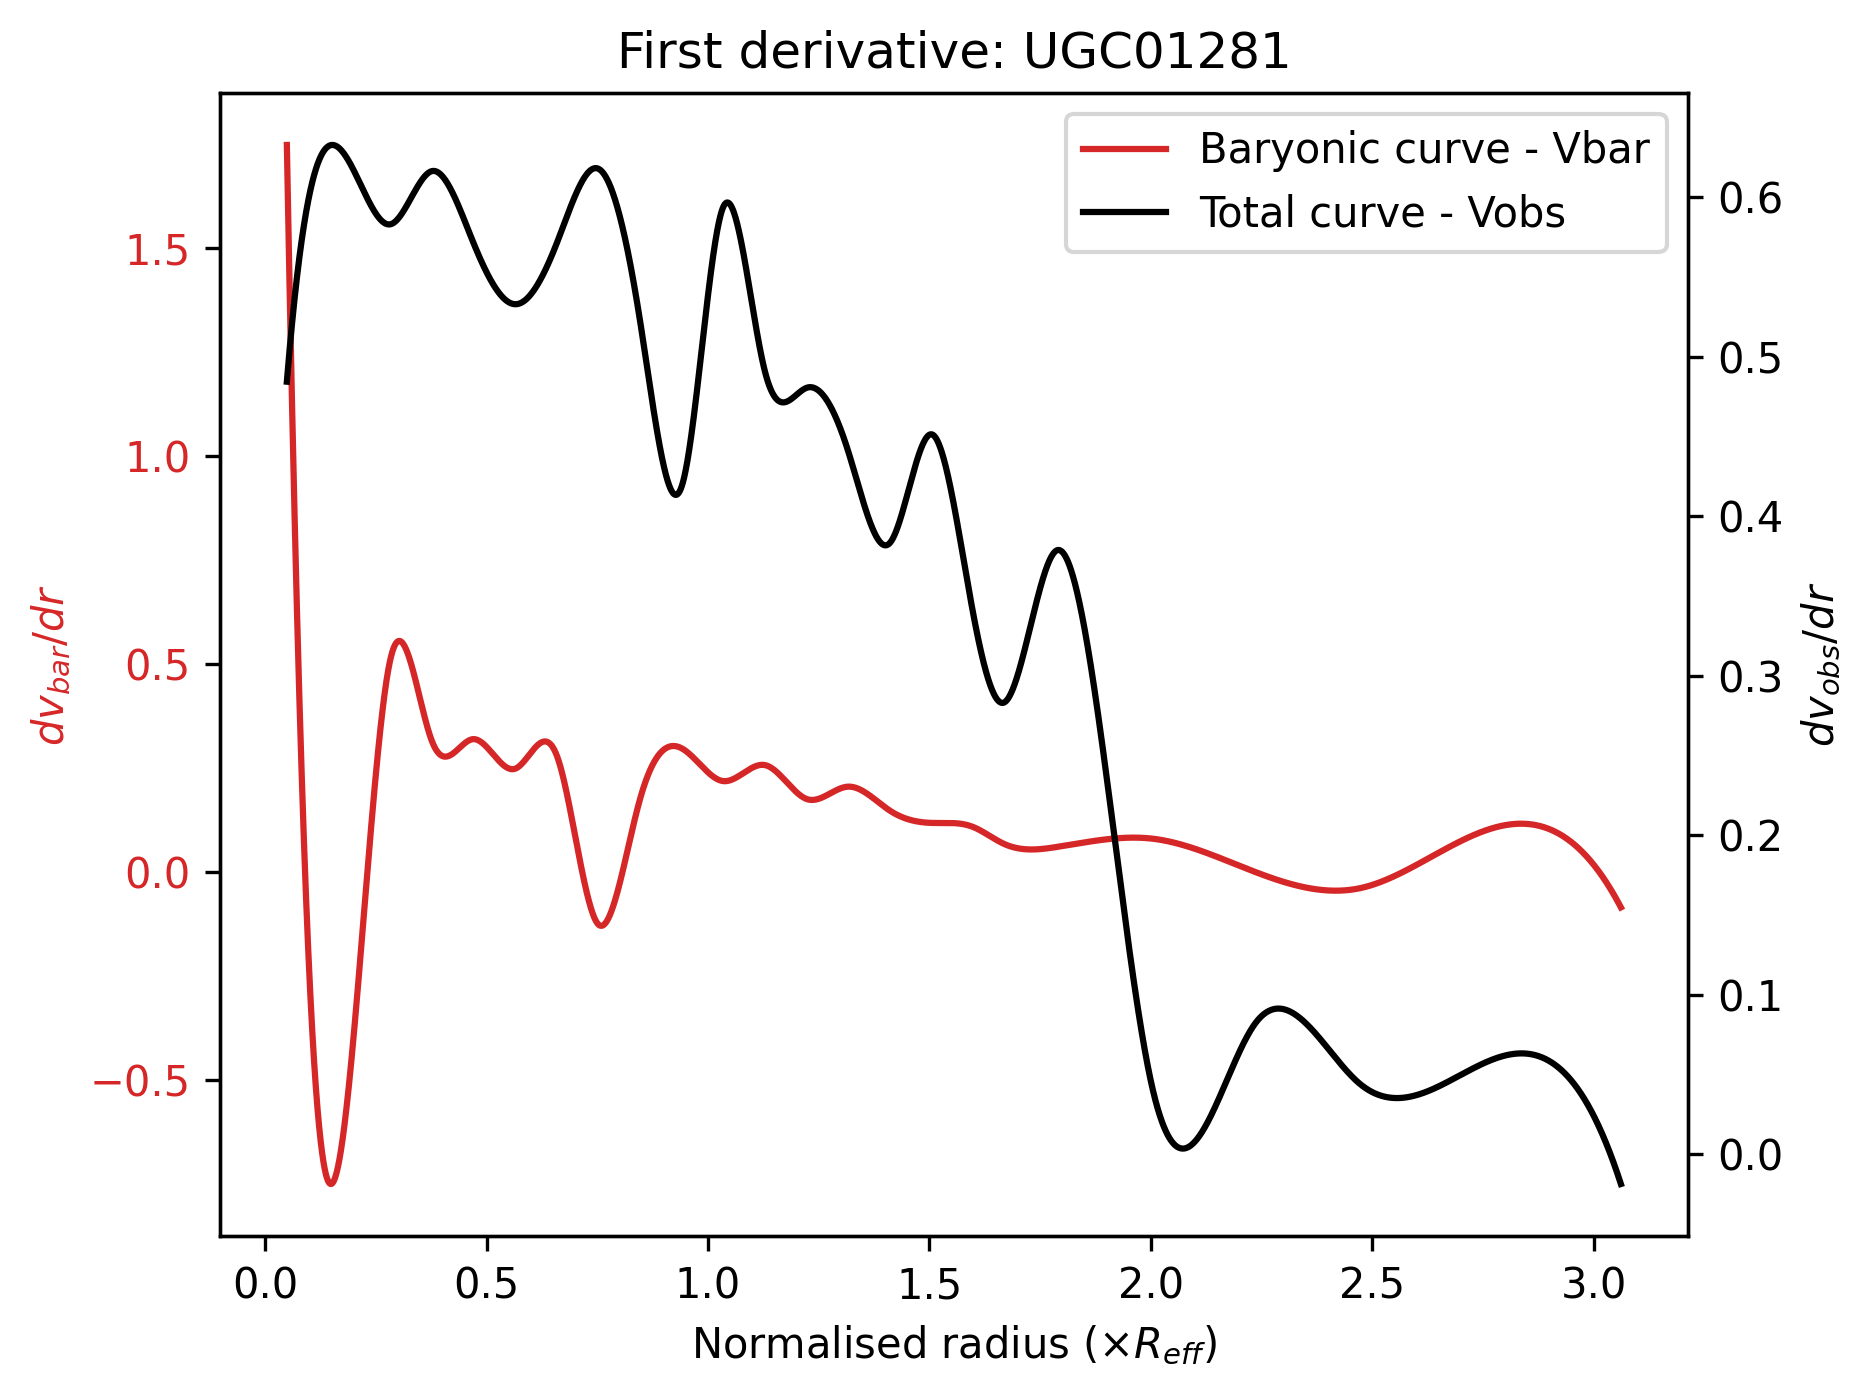 First derivative: UGC01281
Baryonic curve - Vbar
Total curve - Vobs
1.5
1.0
0.5
0.0
−0.5
dv_bar/dr
0.6
0.5
0.4
0.3
0.2
0.1
0.0
dv_obs/dr
0.0 0.5 1.0 1.5 2.0 2.5 3.0
Normalised radius (×R_eff)